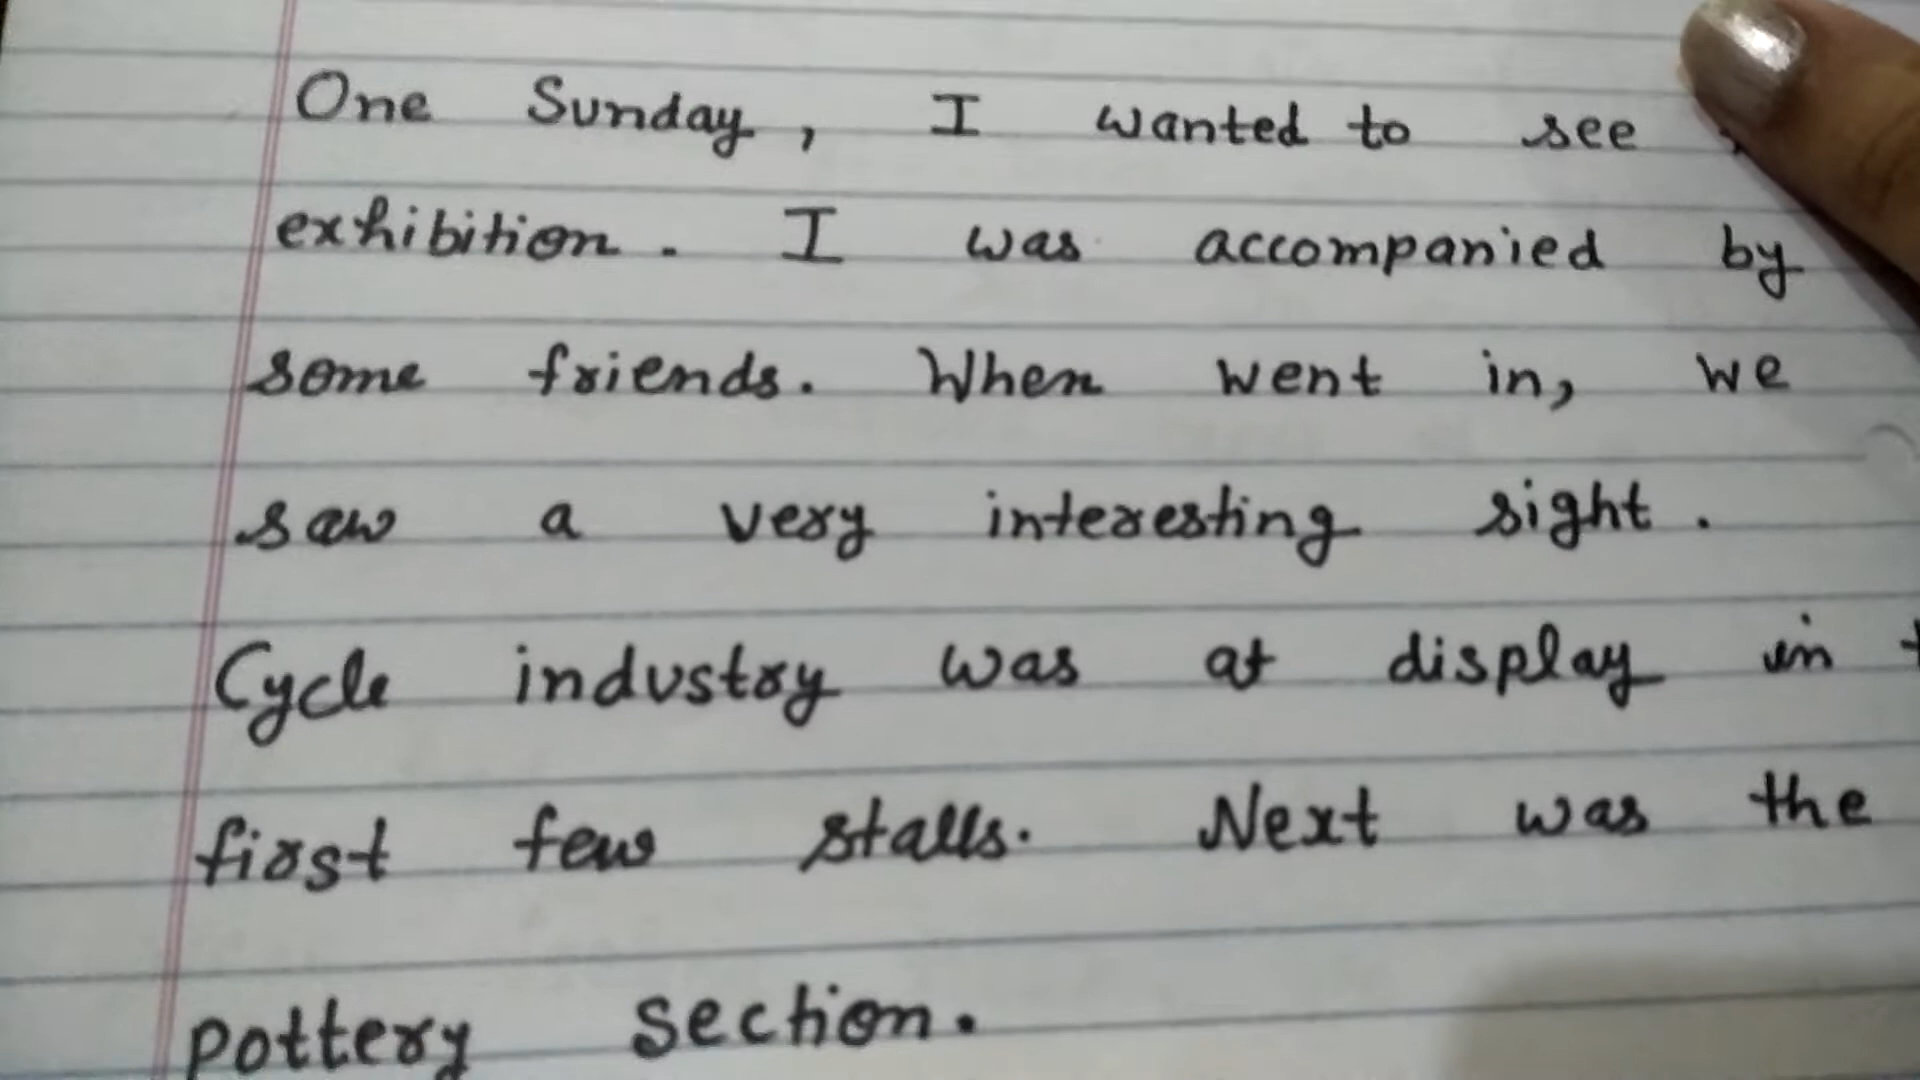 One Sunday, I wanted to see
exhibition. I was accompanied by
some friends. When went in, we
saw a very interesting sight.
Cycle industry was at display in
first few stalls. Next was the
pottery section.